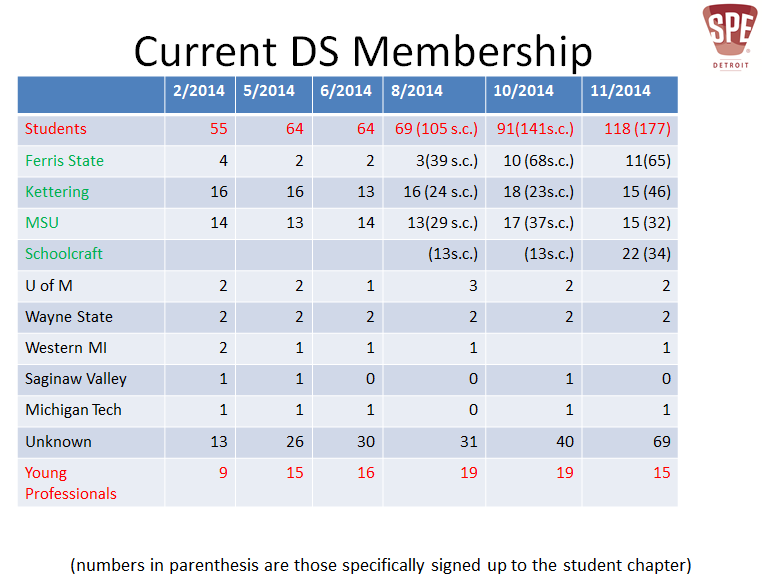 SPE
DETROIT
Current DS Membership
2/2014 5/2014 6/2014 8/2014 10/2014 11/2014
Students 55 64 64 69 (105 s.c.) 91(141s.c.) 118 (177)
Ferris State 4 2 2 3(39 s.c.) 10 (68s.c.) 11(65)
Kettering 16 16 13 16 (24 s.c.) 18 (23s.c.) 15 (46)
MSU 14 13 14 13(29 s.c.) 17 (37s.c.) 15 (32)
Schoolcraft (13s.c.) (13s.c.) 22 (34)
U of M 2 2 1 3 2 2
Wayne State 2 2 2 2 2 2
Western MI 2 1 1 1 1
Saginaw Valley 1 1 0 0 1 0
Michigan Tech 1 1 1 0 1 1
Unknown 13 26 30 31 40 69
Young 9 15 16 19 19 15
Professionals
(numbers in parenthesis are those specifically signed up to the student chapter)